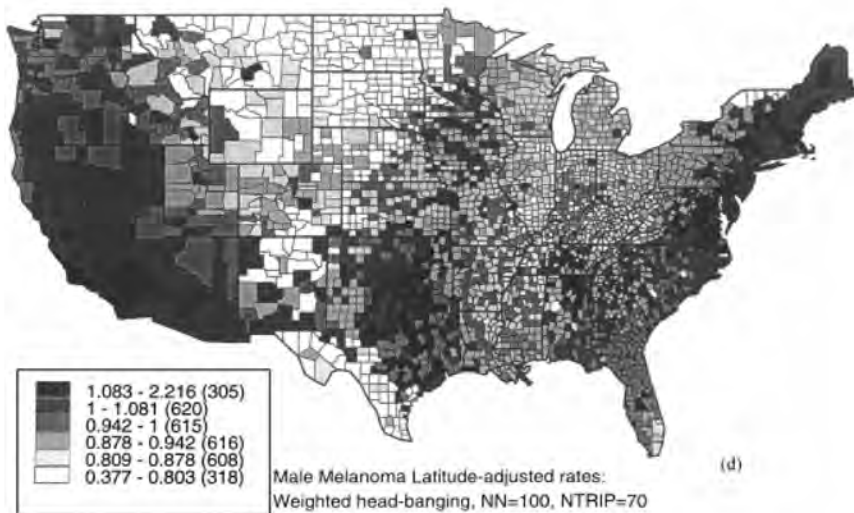 1.083 - 2.216 (305)
1 - 1.081 (620)
0.942 - 1 (615)
0.878 - 0.942 (616)
0.809 - 0.878 (608)
0.377 - 0.803 (318)
(d)
Male Melanoma Latitude-adjusted rates:
Weighted head-banging, NN=100, NTRIP=70